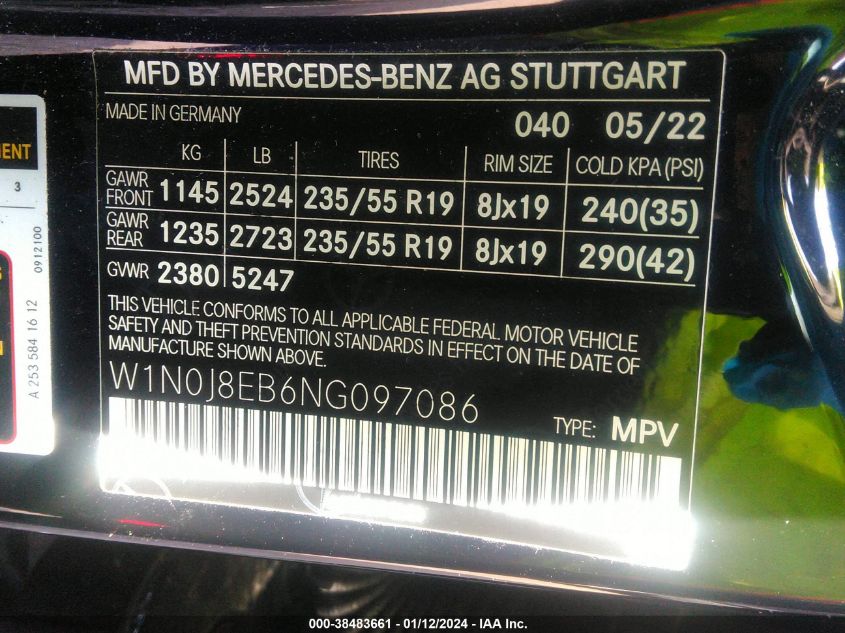 MFD BY MERCEDES-BENZ AG STUTTGART
MADE IN GERMANY 040 05/22
KG LB TIRES RIM SIZE COLD KPA (PSI)
GAWR FRONT 1145 2524 235/55 R19 8Jx19 240(35)
GAWR REAR 1235 2723 235/55 R19 8Jx19 290(42)
GVWR 2380 5247
THIS VEHICLE CONFORMS TO ALL APPLICABLE FEDERAL MOTOR VEHICLE
SAFETY AND THEFT PREVENTION STANDARDS IN EFFECT ON THE DATE OF
MANUFACTURE SHOWN ABOVE.
W1N0J8EB6NG097086
TYPE: MPV
3
0912100
A 253 584 16 12
000-38483661 - 01/12/2024 - IAA Inc.